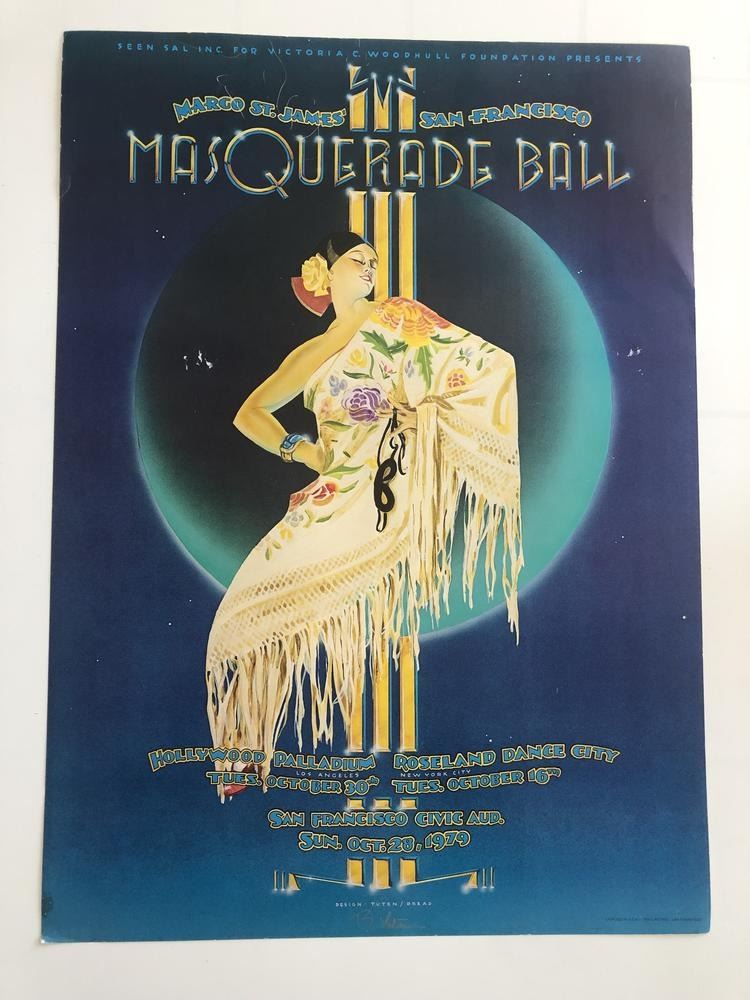 SEEN SAL INC. FOR VICTORIA C. WOODHULL FOUNDATION PRESENTS
MARGO ST. JAMES' SAN FRANCISCO
MASQUERADE BALL
HOLLYWOOD PALLADIUM
LOS ANGELES
TUES. OCTOBER 30th
ROSELAND DANCE CITY
NEW YORK CITY
TUES. OCTOBER 16TH
SAN FRANCISCO CIVIC AUD.
SUN. OCT. 28, 1979
DESIGN · TUTEN / BREAD